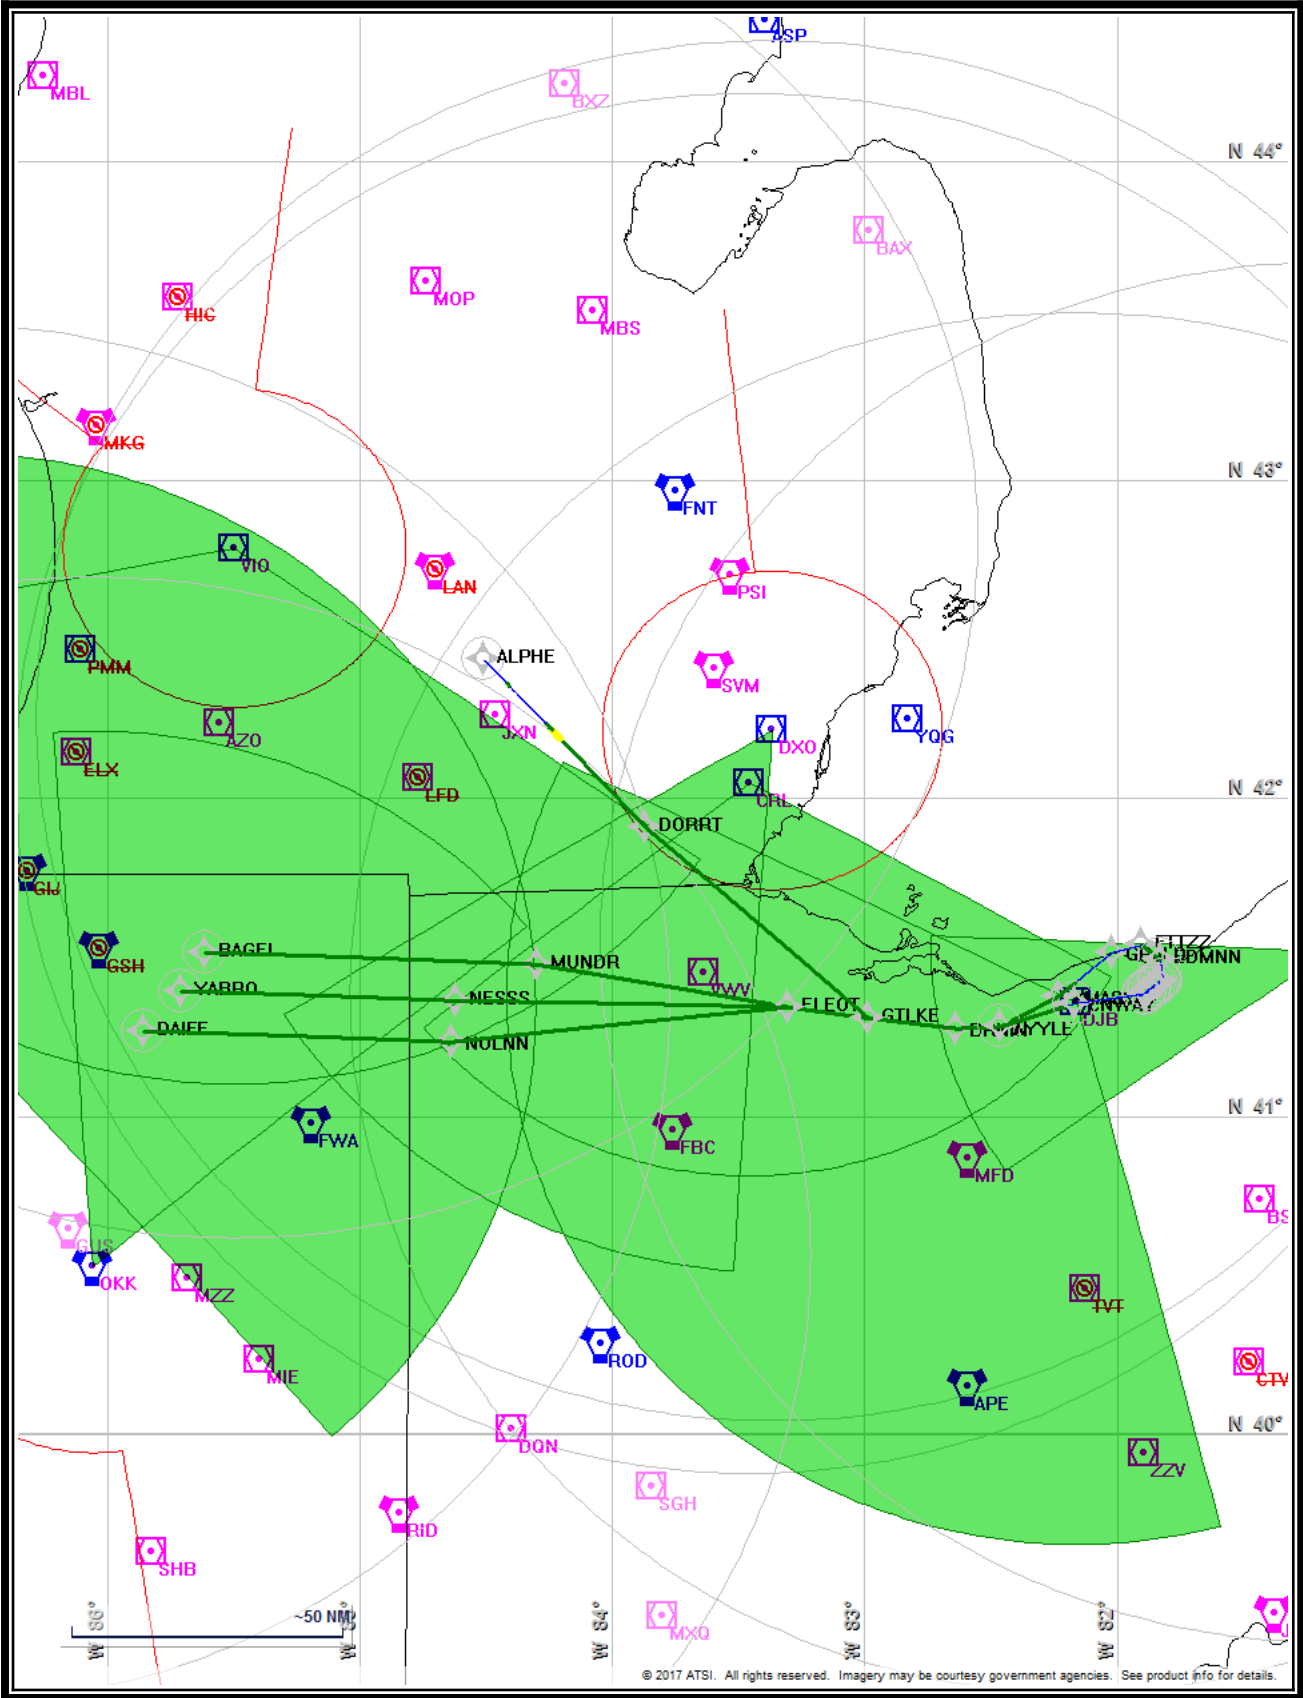 ASP
MBL
BXZ
N 44°
BAX
MOP
HIC
MBS
MKG
N 43°
FNT
VIO
LAN
PSI
PMM
ALPHE
SVM
AZO
JXN
DXO
YQG
ELX
LFD
N 42°
CRL
DORRT
GIJ
BAGEL
GSH
MUNDR
VWV
YABRO
NESSS
ELEOT
GTLKE
DJB
DAIFE
NOLNN
N 41°
FWA
FBC
MFD
GUS
OKK
MZZ
TVT
ROD
MIE
APE
N 40°
DQN
ZZV
SGH
RID
SHB
~50 NM
MXQ
W 86°
W 84°
W 83°
W 82°
© 2017 ATSI. All rights reserved. Imagery may be courtesy government agencies. See product info for details.